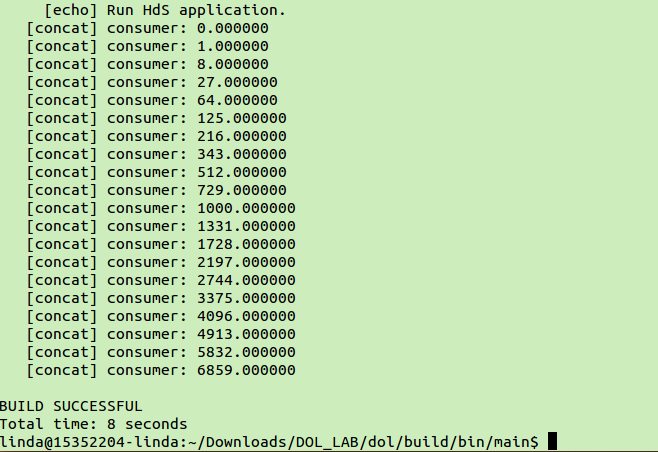 [echo] Run HdS application.
[concat] consumer: 0.000000
[concat] consumer: 1.000000
[concat] consumer: 8.000000
[concat] consumer: 27.000000
[concat] consumer: 64.000000
[concat] consumer: 125.000000
[concat] consumer: 216.000000
[concat] consumer: 343.000000
[concat] consumer: 512.000000
[concat] consumer: 729.000000
[concat] consumer: 1000.000000
[concat] consumer: 1331.000000
[concat] consumer: 1728.000000
[concat] consumer: 2197.000000
[concat] consumer: 2744.000000
[concat] consumer: 3375.000000
[concat] consumer: 4096.000000
[concat] consumer: 4913.000000
[concat] consumer: 5832.000000
[concat] consumer: 6859.000000
BUILD SUCCESSFUL
Total time: 8 seconds
linda@15352204-linda:~/Downloads/DOL_LAB/dol/build/bin/main$